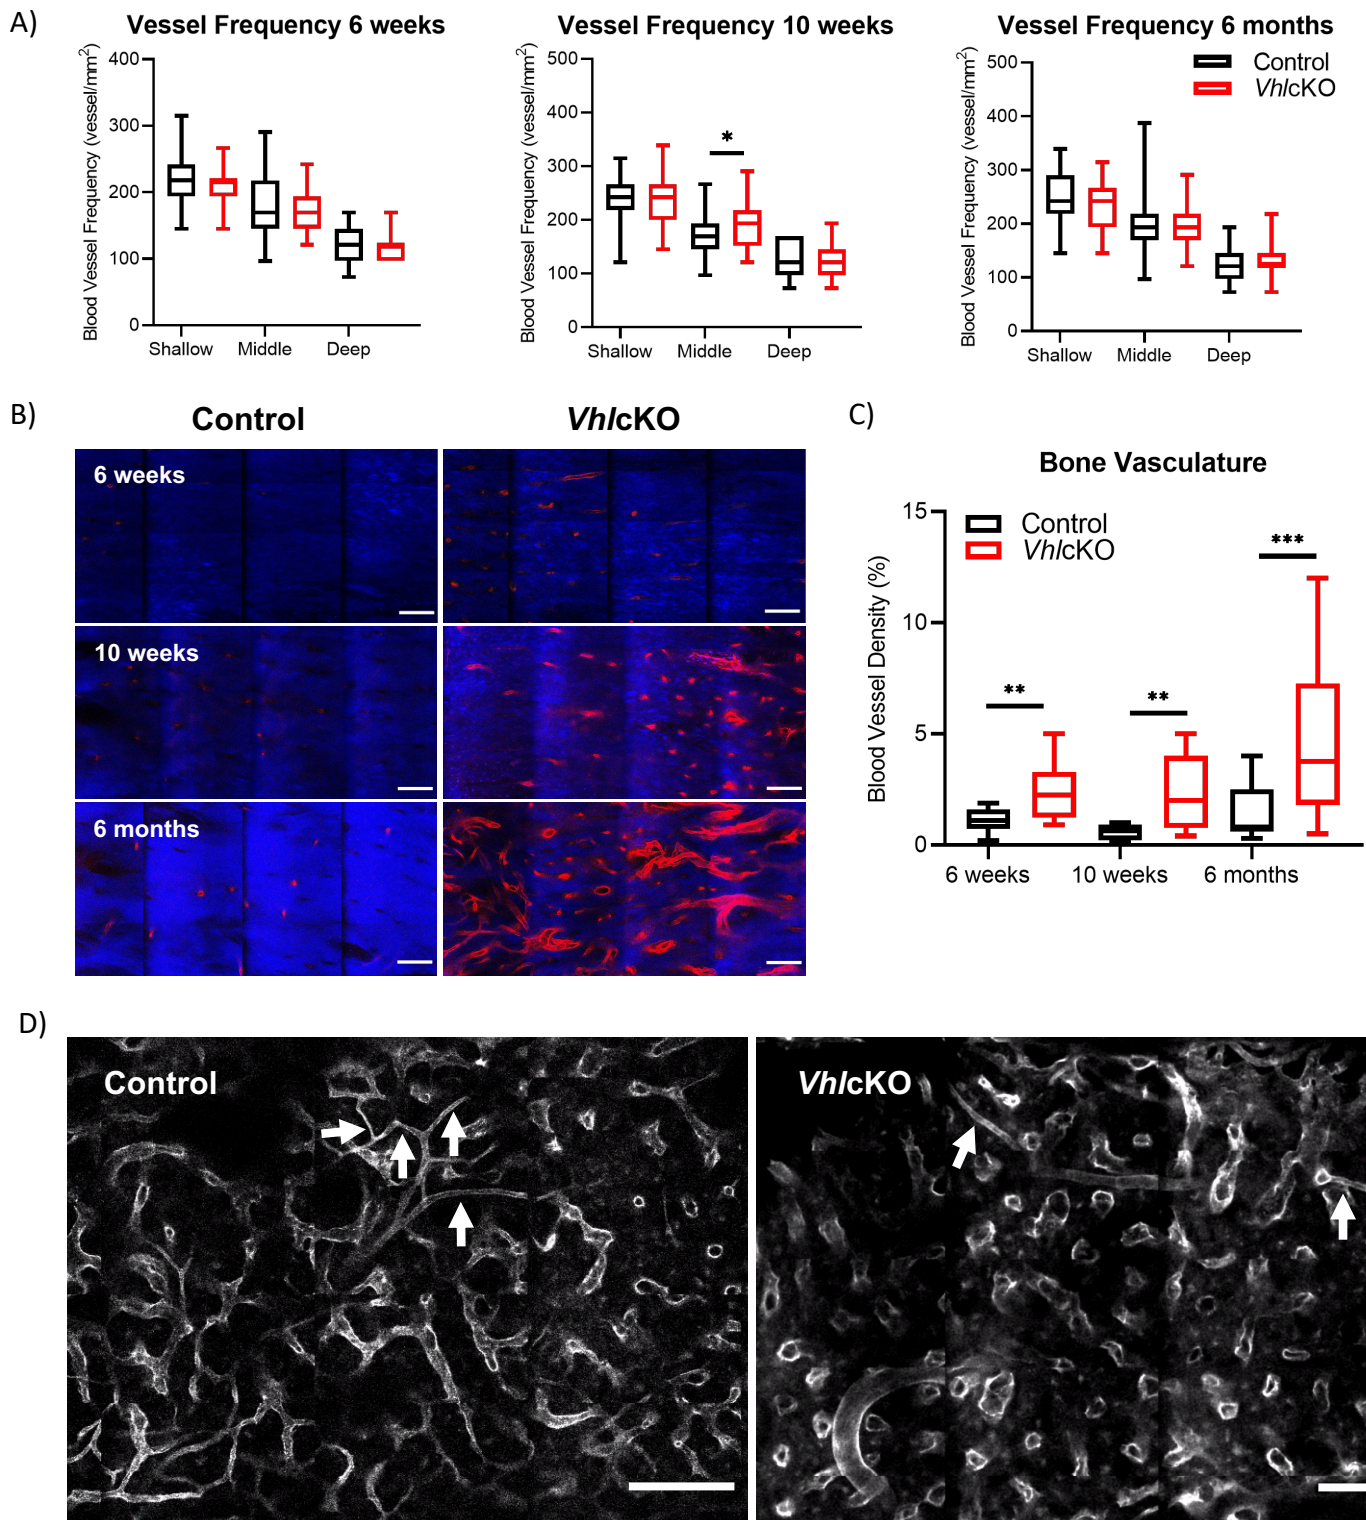 A)
Vessel Frequency 6 weeks
Blood Vessel Frequency (vessel/mm²)
400
300
200
100
0
Shallow Middle Deep
Vessel Frequency 10 weeks
Blood Vessel Frequency (vessel/mm²)
500
400
300
200
100
0
*
Shallow Middle Deep
Vessel Frequency 6 months
Blood Vessel Frequency (vessel/mm²)
500
400
300
200
100
0
Control
VhlcKO
Shallow Middle Deep
B)
Control VhlcKO
6 weeks
10 weeks
6 months
C)
Bone Vasculature
Blood Vessel Density (%)
15
10
5
0
Control
VhlcKO
**
**
***
6 weeks 10 weeks 6 months
D)
Control
VhlcKO